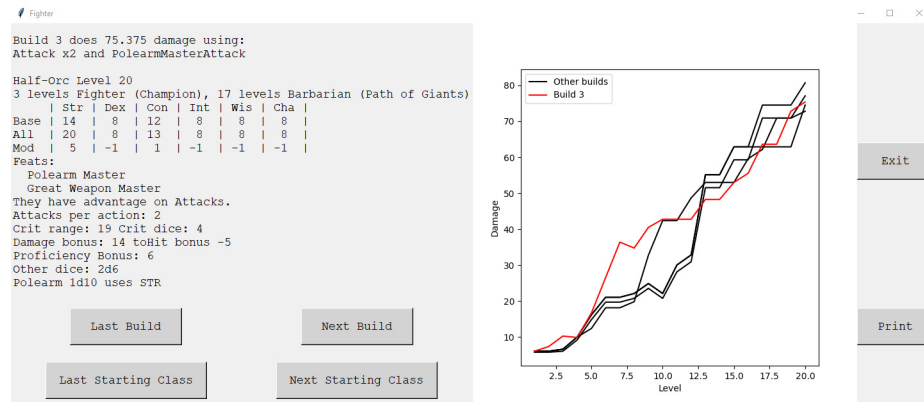 Fighter
Build 3 does 75.375 damage using:
Attack x2 and PolearmMasterAttack
Half-Orc Level 20
3 levels Fighter (Champion), 17 levels Barbarian (Path of Giants)
| Str | Dex | Con | Int | Wis | Cha |
Base | 14 | 8 | 12 | 8 | 8 | 8 |
All | 20 | 8 | 13 | 8 | 8 | 8 |
Mod | 5 | -1 | 1 | -1 | -1 | -1 |
Feats:
Polearm Master
Great Weapon Master
They have advantage on Attacks.
Attacks per action: 2
Crit range: 19 Crit dice: 4
Damage bonus: 14 toHit bonus -5
Proficiency Bonus: 6
Other dice: 2d6
Polearm 1d10 uses STR
Last Build
Next Build
Last Starting Class
Next Starting Class
Other builds
Build 3
80
70
60
50
40
30
20
10
Damage
2.5 5.0 7.5 10.0 12.5 15.0 17.5 20.0
Level
Exit
Print